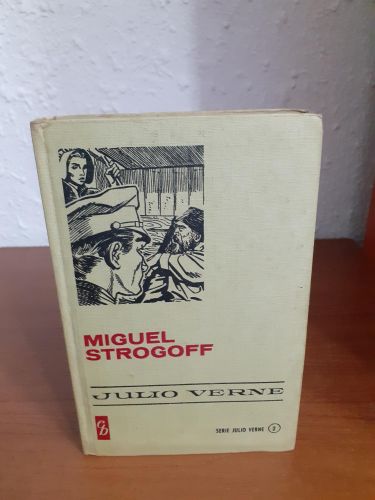 MIGUEL
STROGOFF
JULIO VERNE
SERIE JULIO VERNE 2